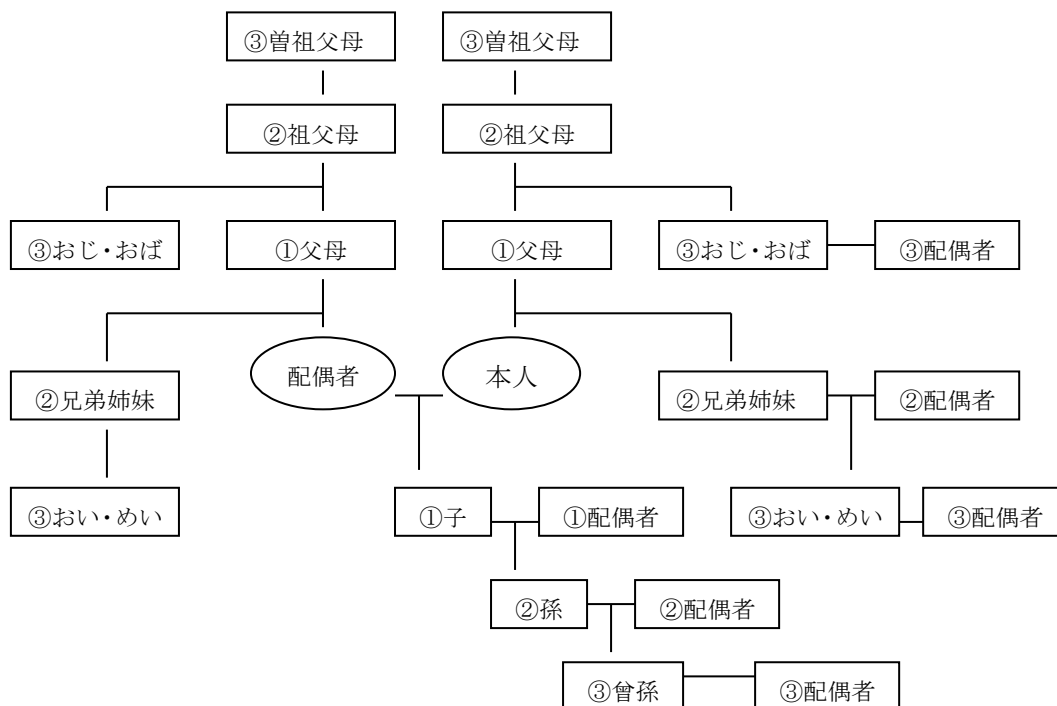 ③曽祖父母 ③曽祖父母
②祖父母 ②祖父母
③おじ・おば ①父母 ①父母 ③おじ・おば ③配偶者
配偶者 本人
②兄弟姉妹 ②兄弟姉妹 ②配偶者
③おい・めい ①子 ①配偶者 ③おい・めい ③配偶者
②孫 ②配偶者
③曾孫 ③配偶者